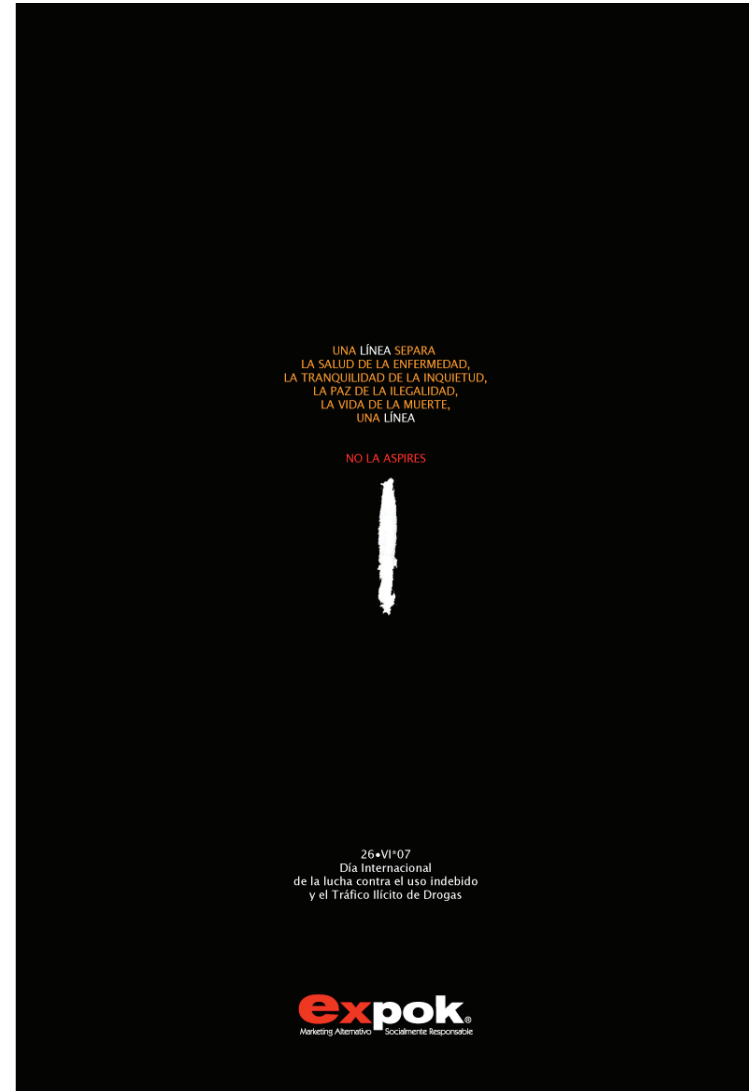 UNA LÍNEA SEPARA
LA SALUD DE LA ENFERMEDAD,
LA TRANQUILIDAD DE LA INQUIETUD,
LA PAZ DE LA ILEGALIDAD,
LA VIDA DE LA MUERTE,
UNA LÍNEA
NO LA ASPIRES
26•VI*07
Día Internacional
de la lucha contra el uso indebido
y el Tráfico Ilícito de Drogas
expok®
Marketing Alternativo Socialmente Responsable